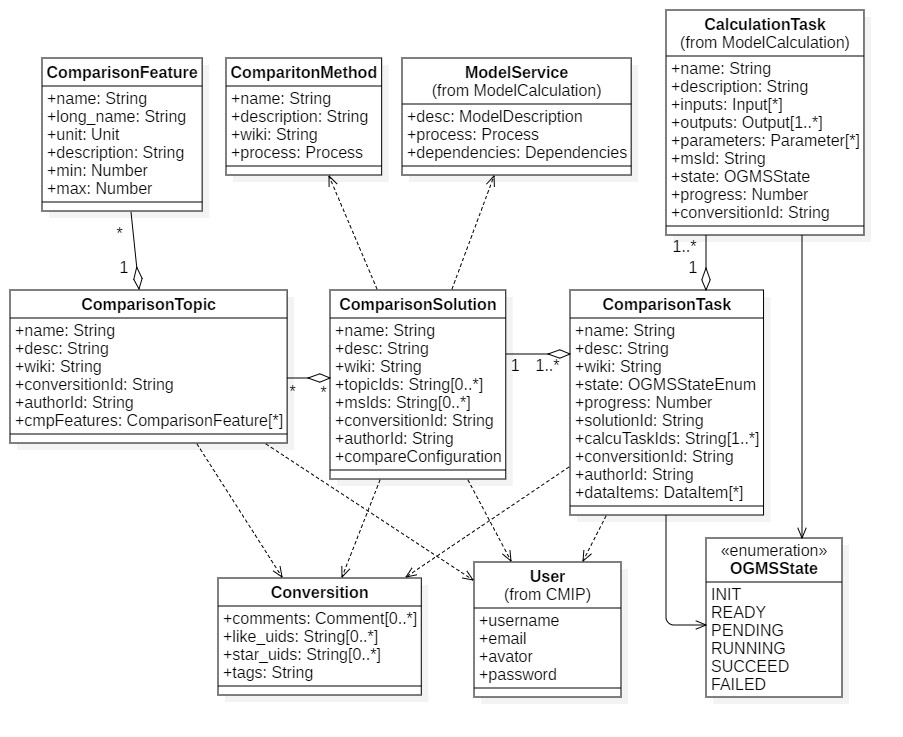 CalculationTask
(from ModelCalculation)
+name: String
+description: String
+inputs: Input[*]
+outputs: Output[1..*]
+parameters: Parameter[*]
+msId: String
+state: OGMSState
+progress: Number
+conversitionId: String
ComparisonFeature
+name: String
+long_name: String
+unit: Unit
+description: String
+min: Number
+max: Number
ComparitonMethod
+name: String
+description: String
+wiki: String
+process: Process
ModelService
(from ModelCalculation)
+desc: ModelDescription
+process: Process
+dependencies: Dependencies
*
1
1..*
1
ComparisonTopic
+name: String
+desc: String
+wiki: String
+conversitionId: String
+authorId: String
+cmpFeatures: ComparisonFeature[*]
*
*
ComparisonSolution
+name: String
+desc: String
+wiki: String
+topicIds: String[0..*]
+msIds: String[0..*]
+conversitionId: String
+authorId: String
+compareConfiguration
1
1..*
ComparisonTask
+name: String
+desc: String
+wiki: String
+state: OGMSStateEnum
+progress: Number
+solutionId: String
+calcuTaskIds: String[1..*]
+conversitionId: String
+authorId: String
+dataItems: DataItem[*]
Conversition
+comments: Comment[0..*]
+like_uids: String[0..*]
+star_uids: String[0..*]
+tags: String
User
(from CMIP)
+username
+email
+avator
+password
«enumeration»
OGMSState
INIT
READY
PENDING
RUNNING
SUCCEED
FAILED